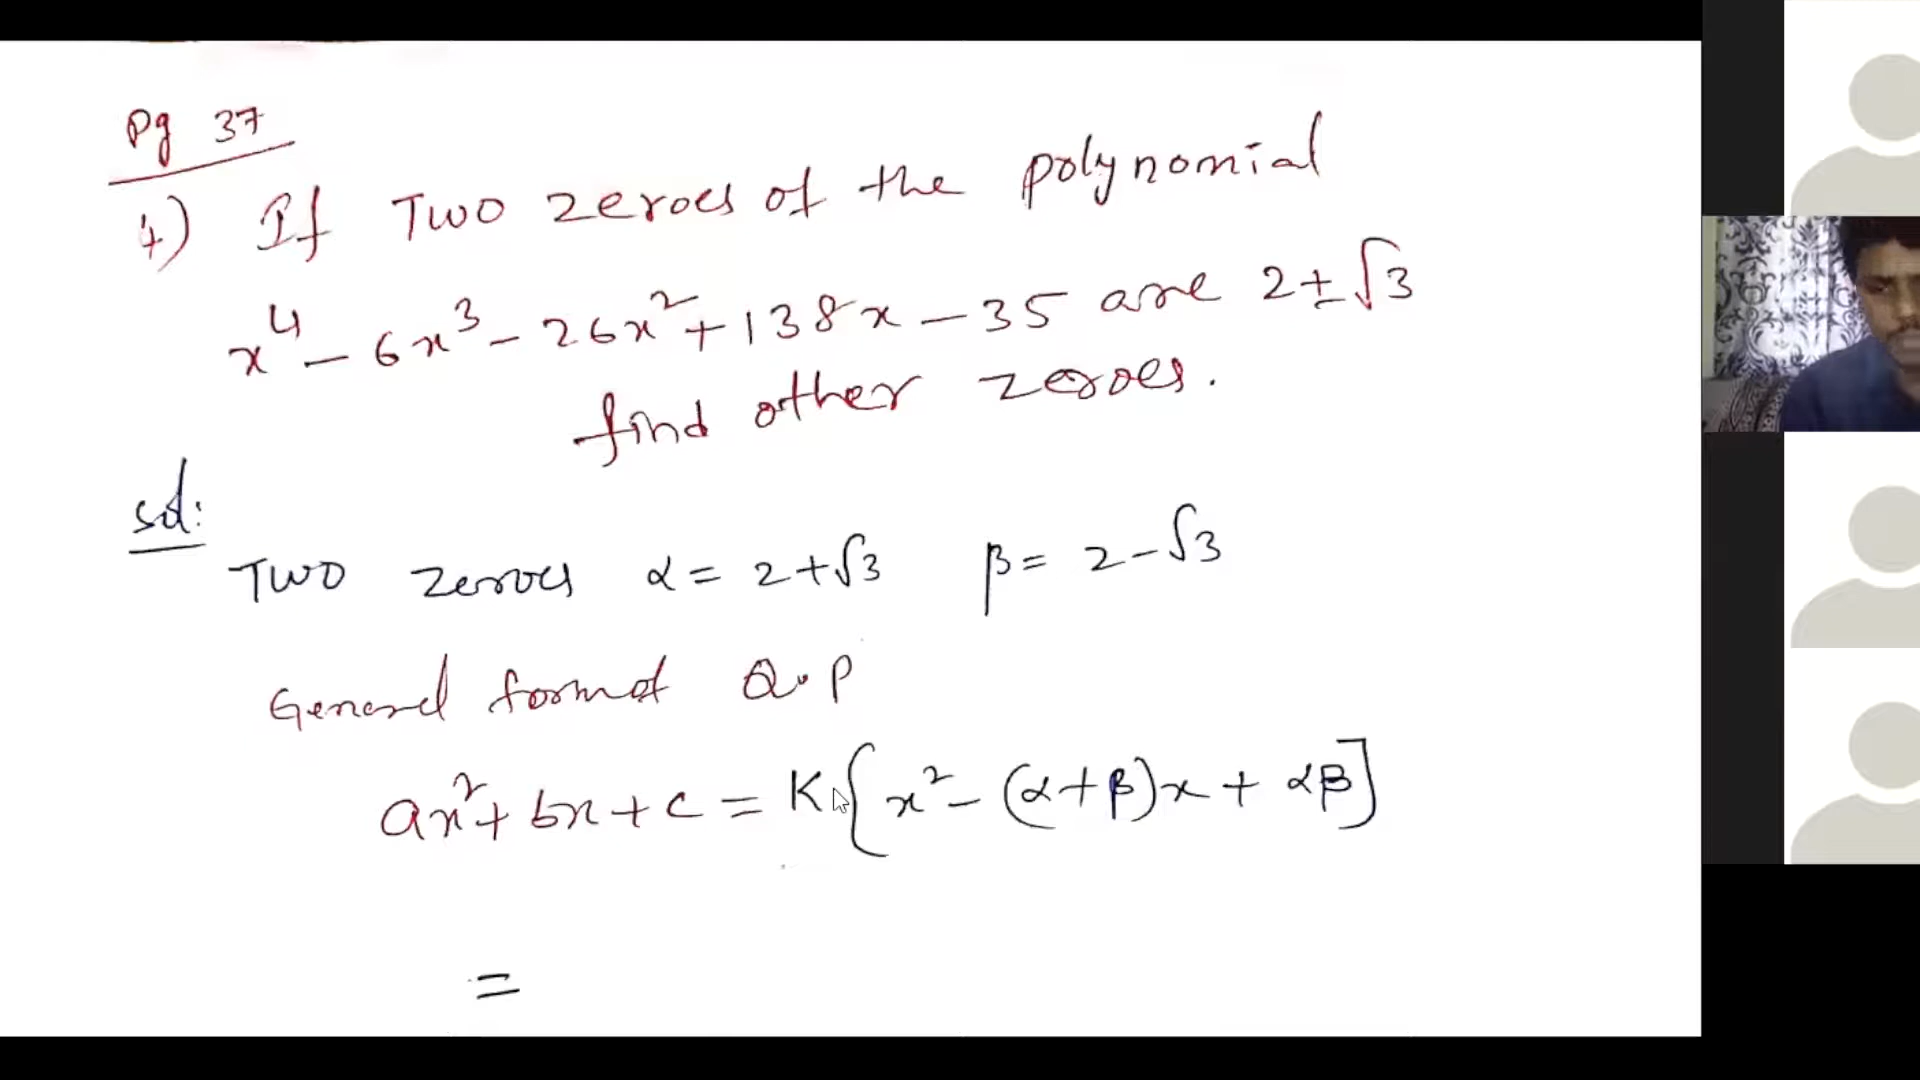 Pg 37
4) If Two zeroes of the polynomial
x⁴ - 6x³ - 26x² + 138x - 35 are 2±√3
find other zeroes.
Sol:
Two zeroes α = 2+√3 β = 2-√3
General form of Q.P
ax²+bx+c = K{x² - (α+β)x + αβ]
=